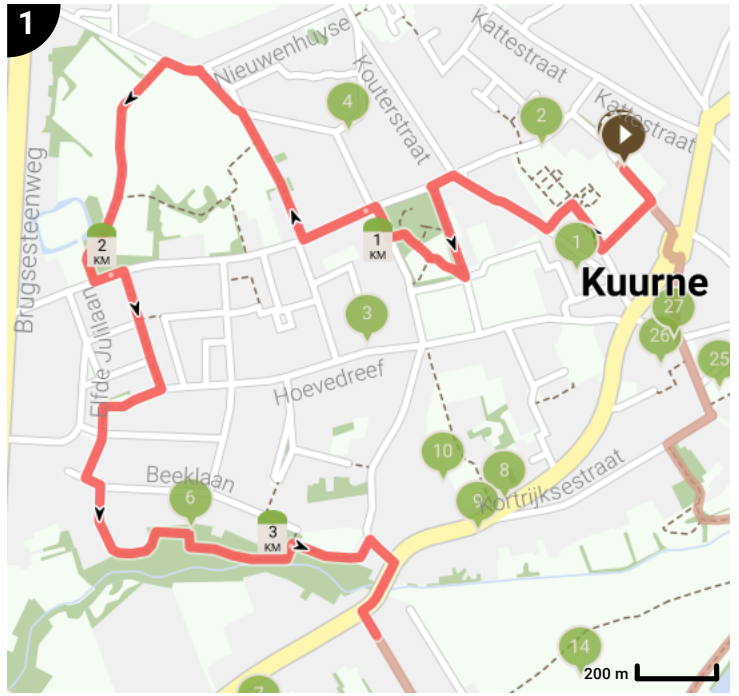 1
Nieuwenhuyse
Kattestraat
Kattestraat
Kouterstraat
4
2
Brugsesteenweg
1
KM
2
KM
1
Kuurne
Elfde Julilaan
3
27
26
25
Hoevedreef
10
8
9
Kortrijksestraat
Beeklaan
6
3
KM
14
7
200 m